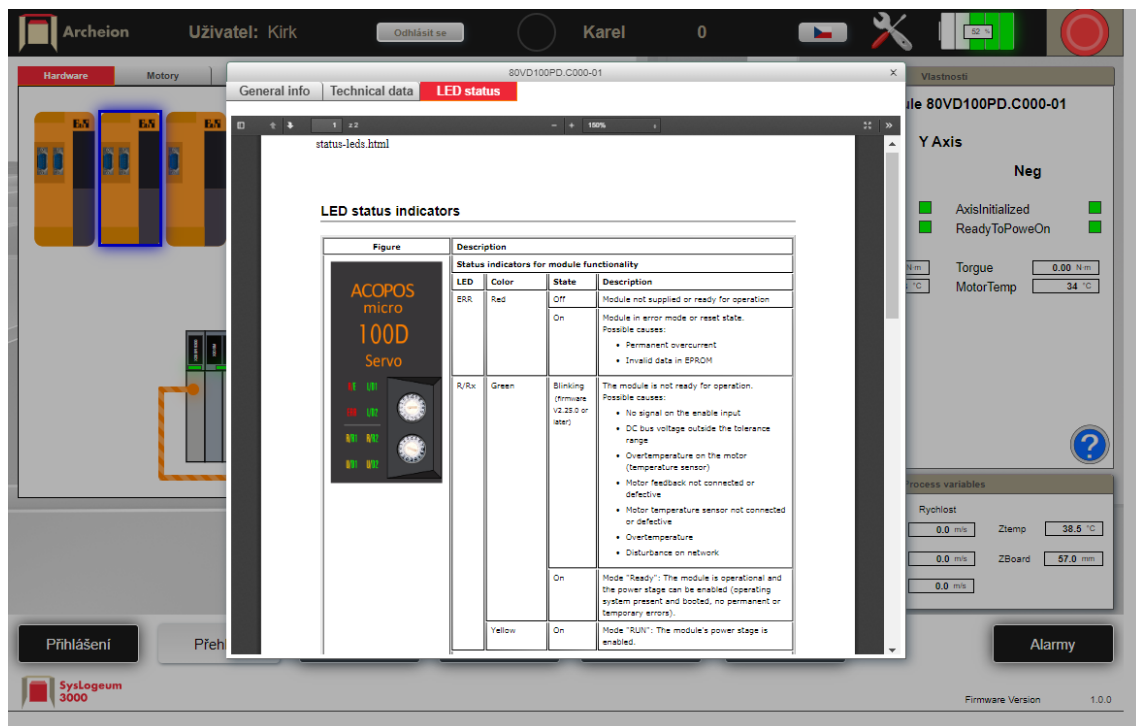 Archeion
Uživatel: Kirk
Odhlásit se
Karel
0
52 %
Hardware
Motory
80VD100PD.C000-01
×
General info
Technical data
LED status
1 z 2
− + 100%
status-leds.html
LED status indicators
Figure
Description
Status indicators for module functionality
LED Color State Description
ERR Red Off Module not supplied or ready for operation
On Module in error mode or reset state.
Possible causes:
• Permanent overcurrent
• Invalid data in EPROM
R/Rx Green Blinking The module is not ready for operation.
(firmware Possible causes:
V2.25.0 or • No signal on the enable input
later) • DC bus voltage outside the tolerance
range
• Overtemperature on the motor
(temperature sensor)
• Motor feedback not connected or
defective
• Motor temperature sensor not connected
or defective
• Overtemperature
• Disturbance on network
On Mode "Ready": The module is operational and
the power stage can be enabled (operating
system present and booted, no permanent or
temporary errors).
Yellow On Mode "RUN": The module's power stage is
enabled.
ACOPOS
micro
100D
Servo
Vlastnosti
ule 80VD100PD.C000-01
Y Axis
Neg
AxisInitialized
ReadyToPoweOn
N·m Torgue 0.00 N·m
°C MotorTemp 34 °C
?
Process variables
Rychlost
0.0 m/s Ztemp 38.5 °C
0.0 m/s ZBoard 57.0 mm
0.0 m/s
Přihlášení
Přeh
Alarmy
SysLogeum
3000
Firmware Version 1.0.0